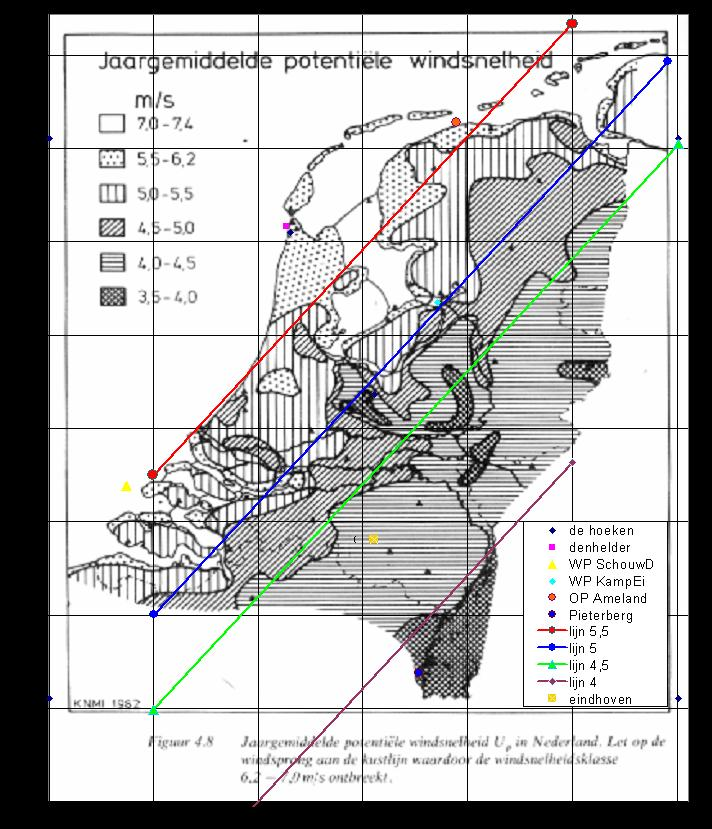 Jaargemiddelde potentiële windsnelheid
m/s
7,0-7,4
5,5-6,2
5,0-5,5
4,5-5,0
4,0-4,5
3,5-4,0
de hoeken
denhelder
WP SchouwD
WP KampEi
OP Ameland
Pieterberg
lijn 5,5
lijn 5
lijn 4,5
lijn 4
eindhoven
KNMI 1982
Figuur 4.8 Jaargemiddelde potentiële windsnelheid Up in Nederland. Let op de
windsprong aan de kustlijn waardoor de windsnelheidsklasse
6,2 – 7,0 m/s ontbreekt.